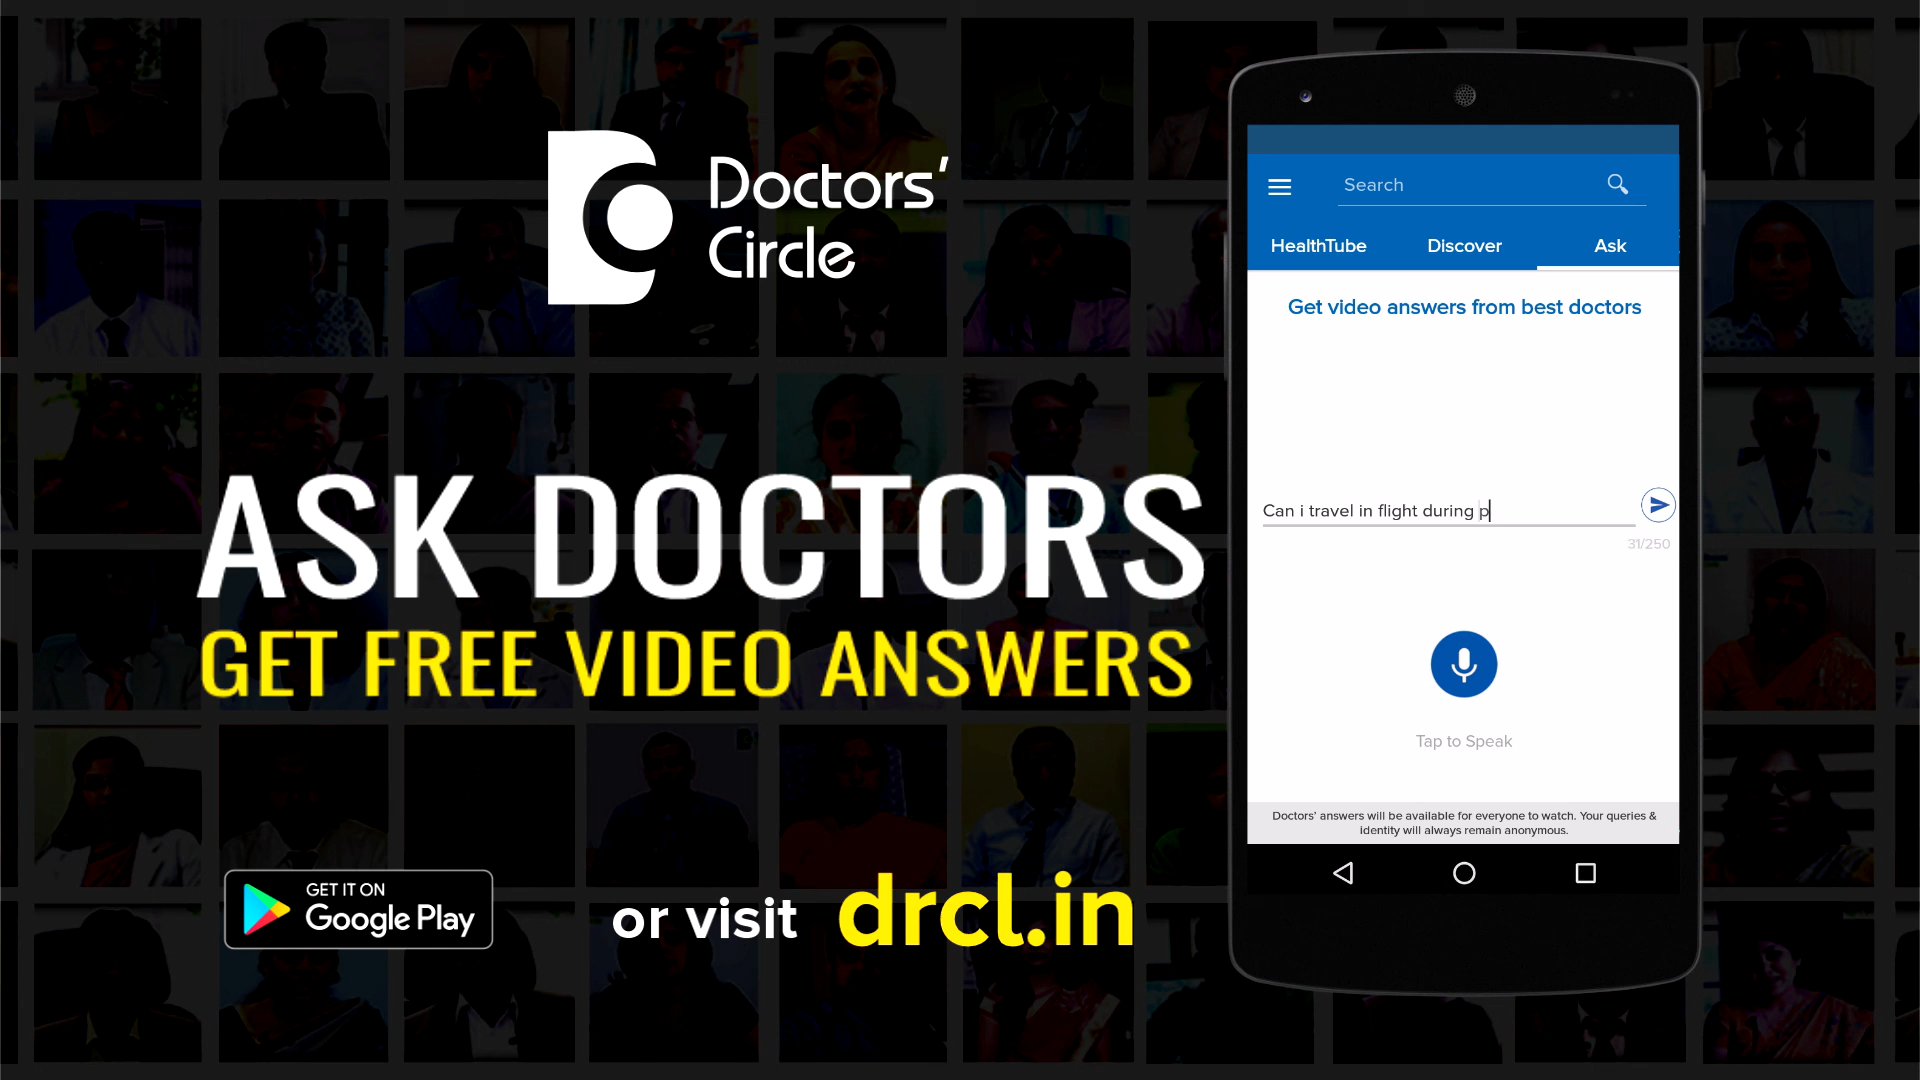 Doctors'
Circle
ASK DOCTORS
GET FREE VIDEO ANSWERS
GET IT ON
Google Play
or visit drcl.in
Search
HealthTube Discover Ask
Get video answers from best doctors
Can i travel in flight during p
31/250
Tap to Speak
Doctors' answers will be available for everyone to watch. Your queries &
identity will always remain anonymous.